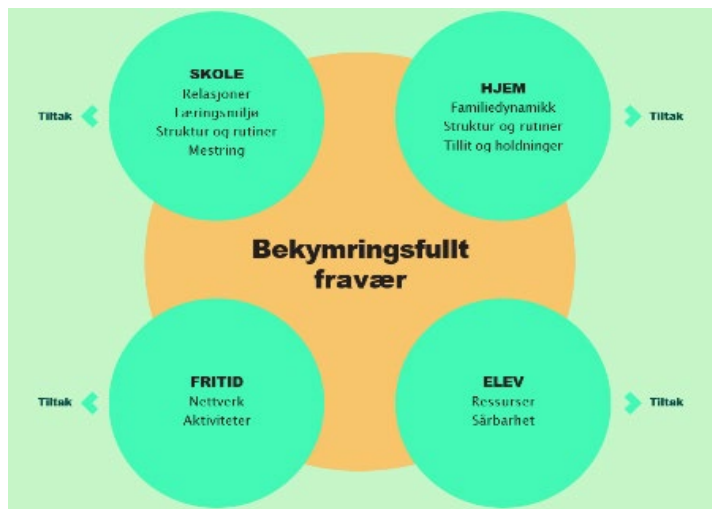 SKOLE
Relasjoner
Læringsmiljø
Struktur og rutiner
Mestring
Tiltak
HJEM
Familiedynamikk
Struktur og rutiner
Tillit og holdninger
Tiltak
Bekymringsfullt
fravær
FRITID
Nettverk
Aktiviteter
Tiltak
ELEV
Ressurser
Sårbarhet
Tiltak